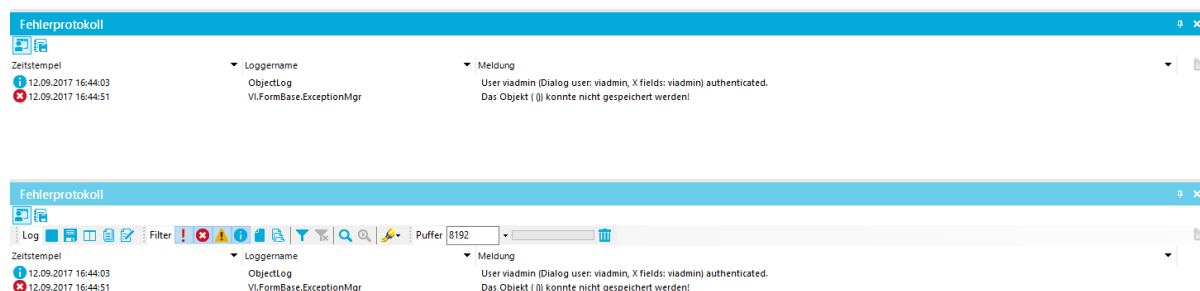 Fehlerprotokoll
Zeitstempel Loggername Meldung
12.09.2017 16:44:03 ObjectLog User viadmin (Dialog user: viadmin, X fields: viadmin) authenticated.
12.09.2017 16:44:51 VI.FormBase.ExceptionMgr Das Objekt ( ()) konnte nicht gespeichert werden!
Fehlerprotokoll
Log Filter Puffer 8192
Zeitstempel Loggername Meldung
12.09.2017 16:44:03 ObjectLog User viadmin (Dialog user: viadmin, X fields: viadmin) authenticated.
12.09.2017 16:44:51 VI.FormBase.ExceptionMgr Das Objekt ( ()) konnte nicht gespeichert werden!